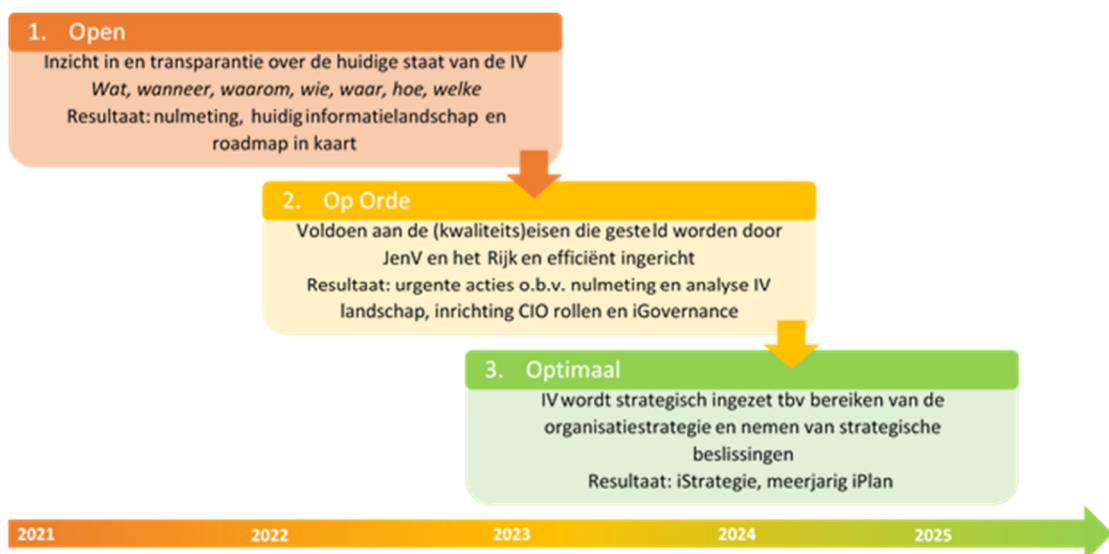 1. Open
Inzicht in en transparantie over de huidige staat van de IV
Wat, wanneer, waarom, wie, waar, hoe, welke
Resultaat: nulmeting, huidig informatielandschap en
roadmap in kaart
2. Op Orde
Voldoen aan de (kwaliteits)eisen die gesteld worden door
JenV en het Rijk en efficiënt ingericht
Resultaat: urgente acties o.b.v. nulmeting en analyse IV
landschap, inrichting CIO rollen en iGovernance
3. Optimaal
IV wordt strategisch ingezet tbv bereiken van de
organisatiestrategie en nemen van strategische
beslissingen
Resultaat: iStrategie, meerjarig iPlan
2021 2022 2023 2024 2025